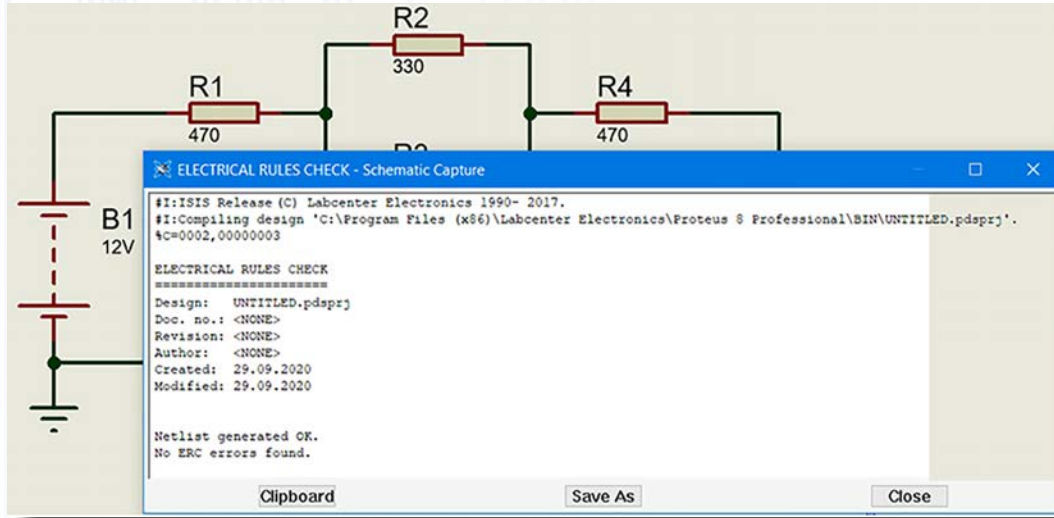 R2
330
R1
470
R4
470
B1
12V
ELECTRICAL RULES CHECK - Schematic Capture
#I:ISIS Release (C) Labcenter Electronics 1990- 2017.
#I:Compiling design 'C:\Program Files (x86)\Labcenter Electronics\Proteus 8 Professional\BIN\UNTITLED.pdsprj'.
%C=0002,00000003
ELECTRICAL RULES CHECK
======================
Design: UNTITLED.pdsprj
Doc. no.: <NONE>
Revision: <NONE>
Author: <NONE>
Created: 29.09.2020
Modified: 29.09.2020
Netlist generated OK.
No ERC errors found.
Clipboard
Save As
Close